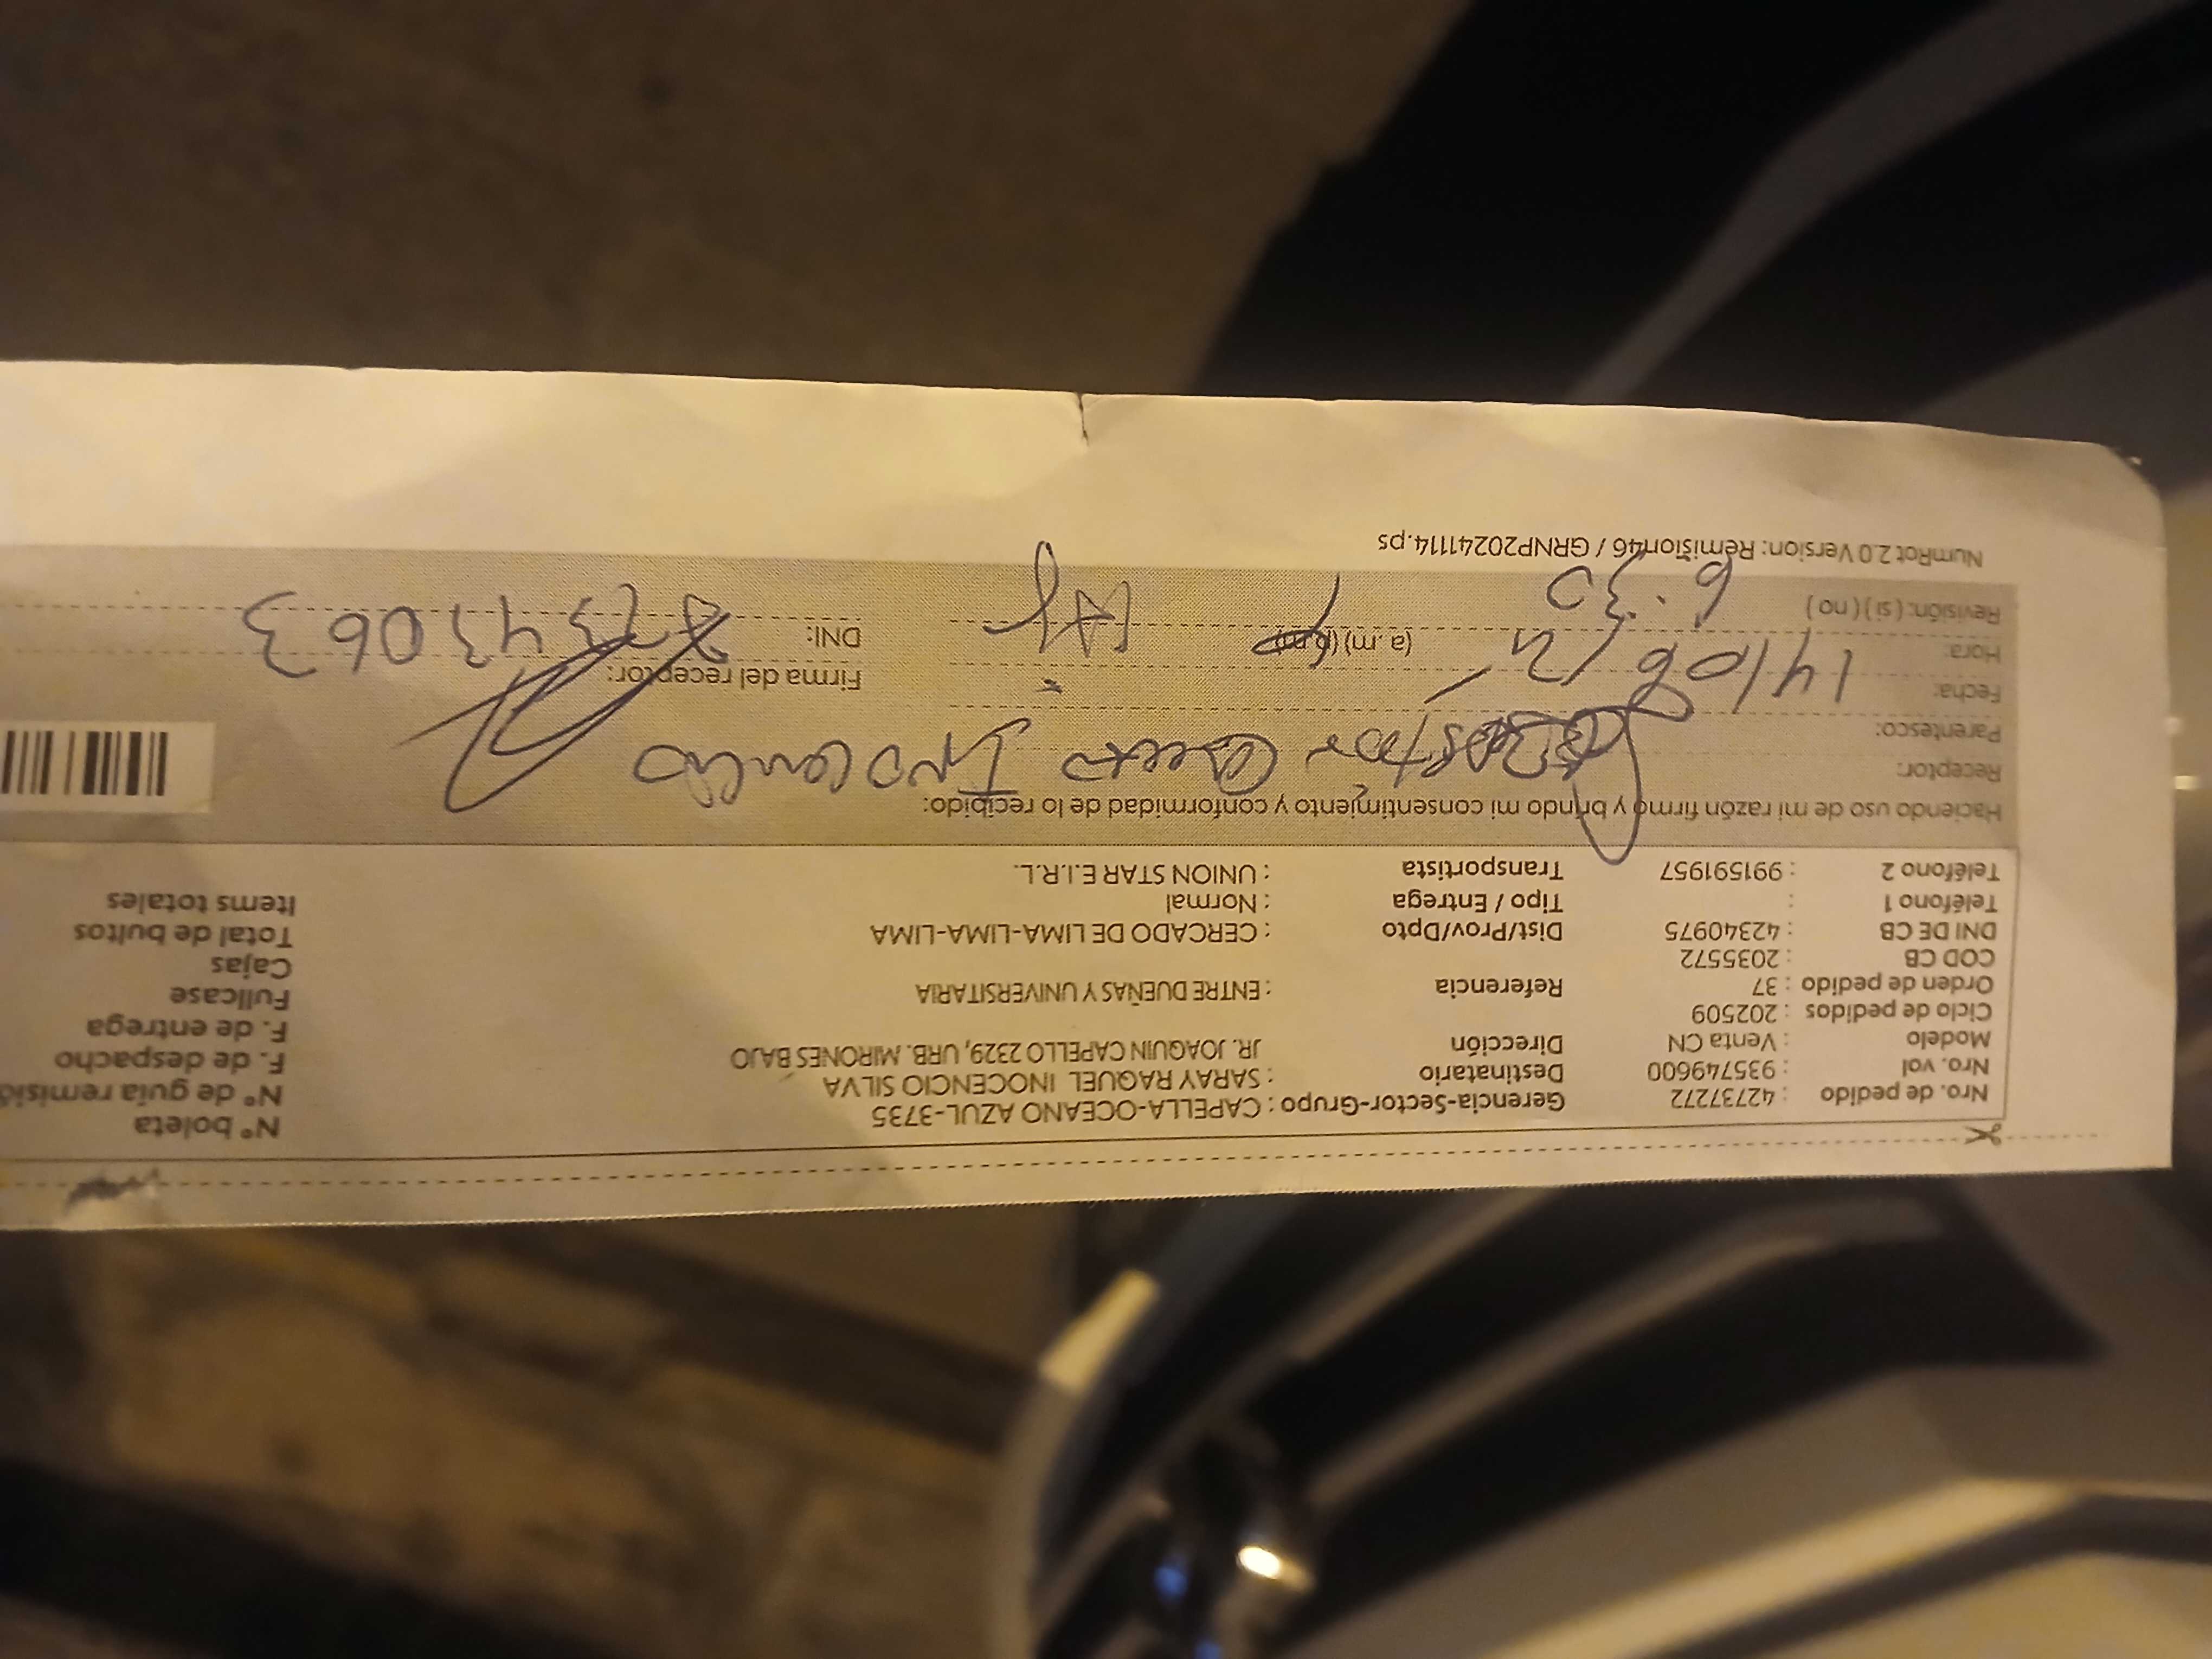 Nro. de pedido : 42737272 Gerencia-Sector-Grupo : CAPELLA-OCEANO AZUL-3735 N° boleta
Nro. vol : 935749600 Destinatario : SARAY RAQUEL INOCENCIO SILVA N° de guía remisió
Modelo : Venta CN Dirección JR. JOAQUIN CAPELLO 2329, URB. MIRONES BAJO F. de despacho
Ciclo de pedidos : 202509 F. de entrega
Orden de pedido : 37 Referencia : ENTRE DUEÑAS Y UNIVERSITARIA Fullcase
COD CB : 2035572 Cajas
DNI DE CB : 42340975 Dist/Prov/Dpto : CERCADO DE LIMA-LIMA-LIMA Total de bultos
Teléfono 1 : Tipo / Entrega : Normal Items totales
Teléfono 2 : 991591957 Transportista : UNION STAR E.I.R.L.
Haciendo uso de mi razón firmo y brindo mi consentimiento y conformidad de lo recibido:
Receptor:
Parentesco:
Fecha: 14/06/ Firma del receptor:
Hora: (a.m) (p.m) DNI:
Revisión: ( si ) ( no ) 6:30
NumRot 2.0 Version: Remision46 / GRNP20241114.ps